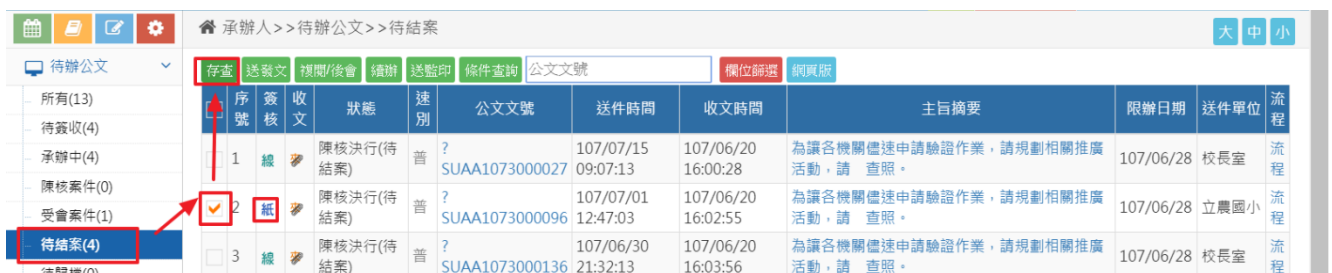 承辦人>>待辦公文>>待結案
大 中 小
待辦公文
所有(13)
待簽收(4)
承辦中(4)
陳核案件(0)
受會案件(1)
待結案(4)
待歸檔(0)
存查 送發文 複閱/後會 續辦 送監印 條件查詢 公文文號 欄位篩選 網頁版
序號 簽核 收文 狀態 速別 公文文號 送件時間 收文時間 主旨摘要 限辦日期 送件單位 流程
1 線 陳核決行(待結案) 普 ?SUAA1073000027 107/07/15 09:07:13 107/06/20 16:00:28 為讓各機關儘速申請驗證作業，請規劃相關推廣活動，請 查照。 107/06/28 校長室 流程
2 紙 陳核決行(待結案) 普 ?SUAA1073000096 107/07/01 12:47:03 107/06/20 16:02:55 為讓各機關儘速申請驗證作業，請規劃相關推廣活動，請 查照。 107/06/28 立農國小 流程
3 線 陳核決行(待結案) 普 ?SUAA1073000136 107/06/30 21:32:13 107/06/20 16:03:56 為讓各機關儘速申請驗證作業，請規劃相關推廣活動，請 查照。 107/06/28 校長室 流程